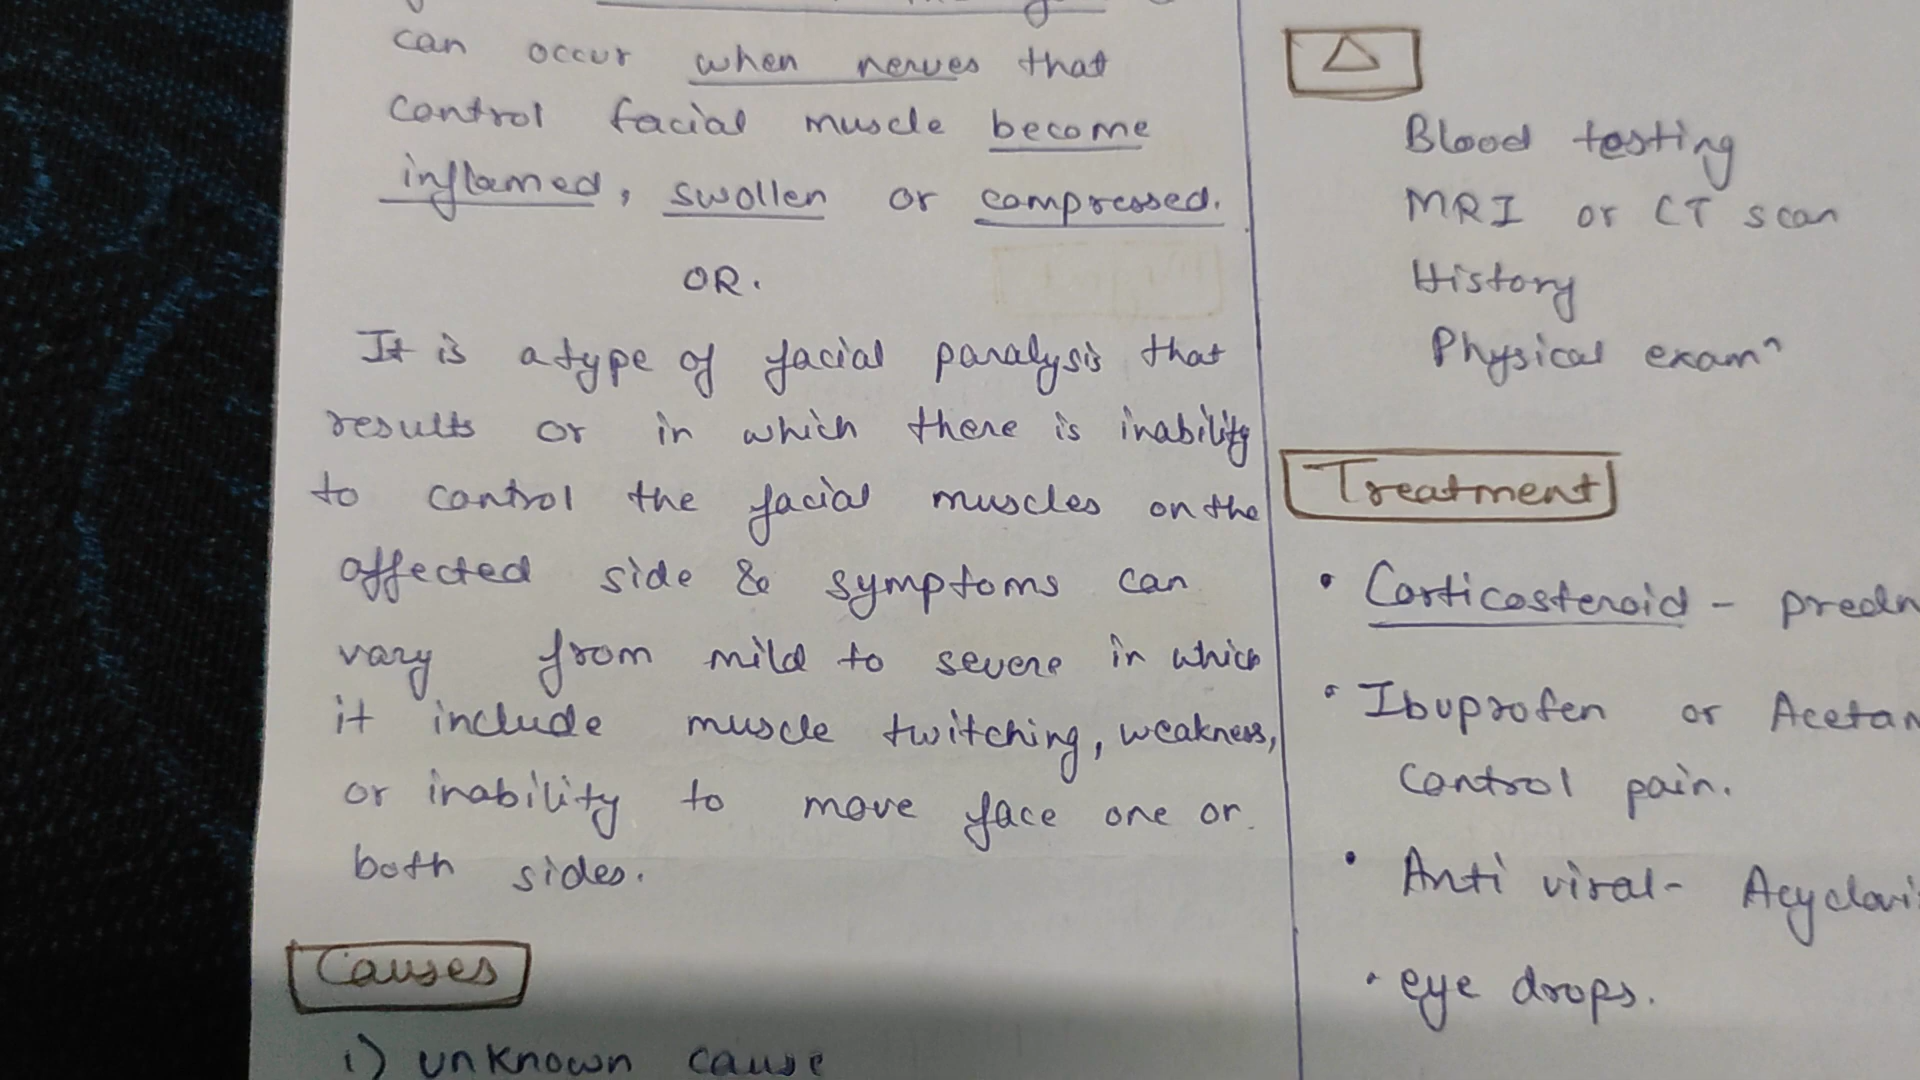 can occur when nerves that
control facial muscle become
inflamed, swollen or compressed.
OR.
It is a type of facial paralysis that
results or in which there is inability
to control the facial muscles on the
affected side & symptoms can
vary from mild to severe in which
it include muscle twitching, weakness,
or inability to move face one or
both sides.
Causes
i) unknown cause
△
Blood testing
MRI or CT scan
History
Physical examⁿ
Treatment
• Corticosteroid - predn
• Ibuprofen or Acetam
control pain.
• Anti viral - Acyclovi
• eye drops.